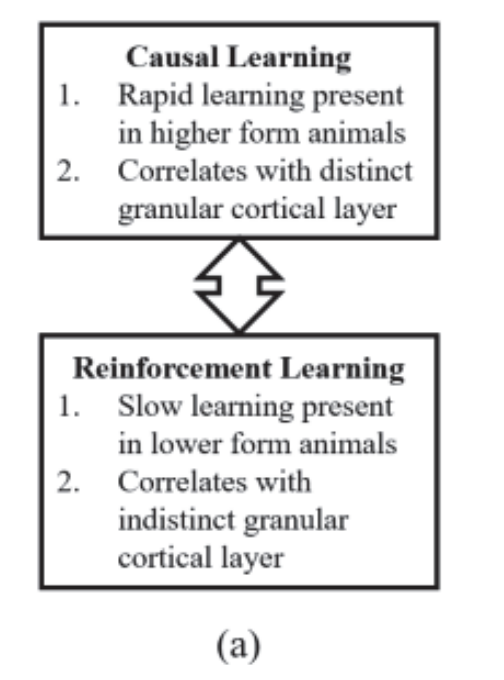 Causal Learning
1. Rapid learning present
in higher form animals
2. Correlates with distinct
granular cortical layer
Reinforcement Learning
1. Slow learning present
in lower form animals
2. Correlates with
indistinct granular
cortical layer
(a)